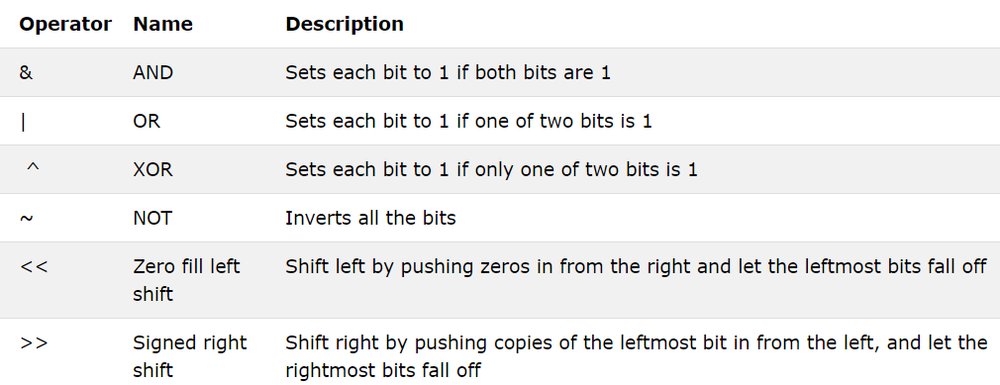 Operator Name Description
& AND Sets each bit to 1 if both bits are 1
| OR Sets each bit to 1 if one of two bits is 1
^ XOR Sets each bit to 1 if only one of two bits is 1
~ NOT Inverts all the bits
<< Zero fill left shift Shift left by pushing zeros in from the right and let the leftmost bits fall off
>> Signed right shift Shift right by pushing copies of the leftmost bit in from the left, and let the rightmost bits fall off